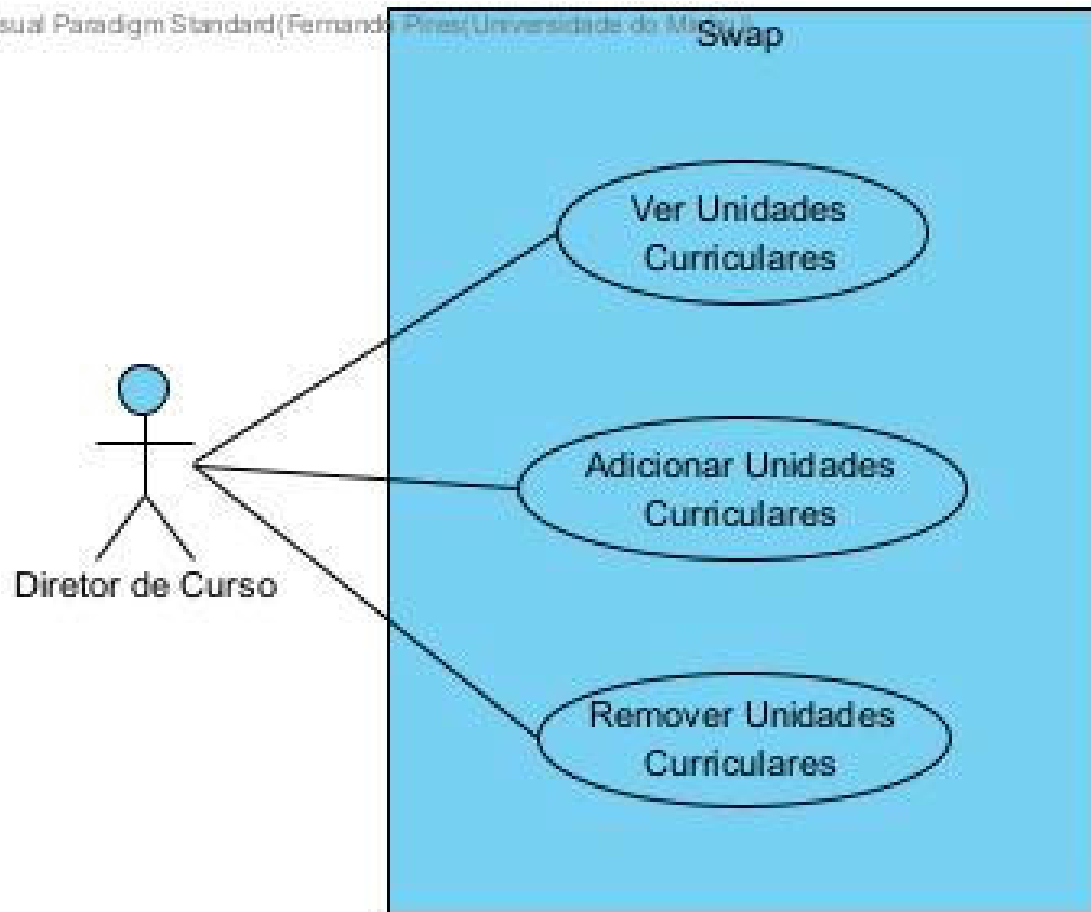 sual Paradigm Standard(Fernando Pires(Universidade do
Swap
Ver Unidades
Curriculares
Adicionar Unidades
Curriculares
Diretor de Curso
Remover Unidades
Curriculares